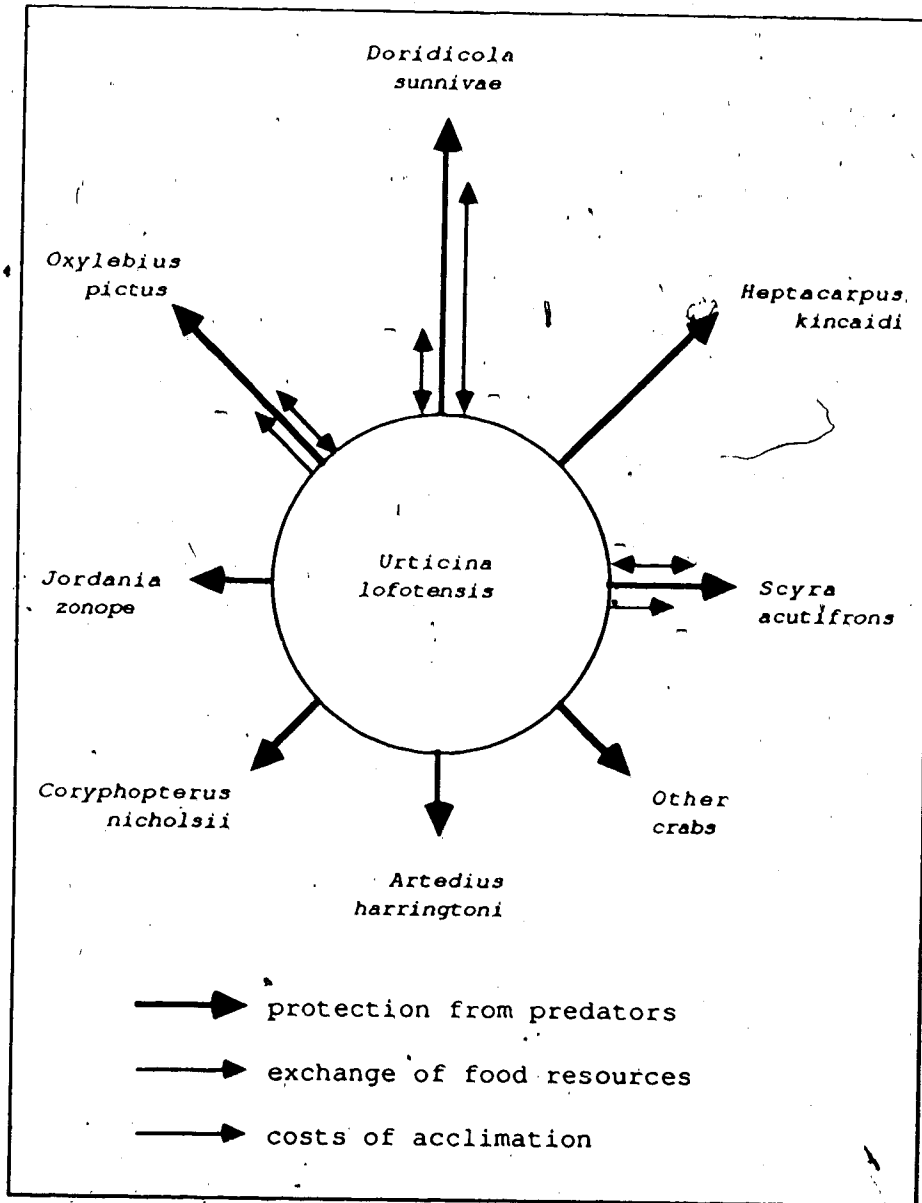 Doridicola
sunnivae
Oxylebius
pictus
Heptacarpus
kincaidi
Jordania
zonope
Urticina
lofotensis
Scyra
acutifrons
Coryphopterus
nicholsii
Other
crabs
Artedius
harringtoni
protection from predators
exchange of food resources
costs of acclimation